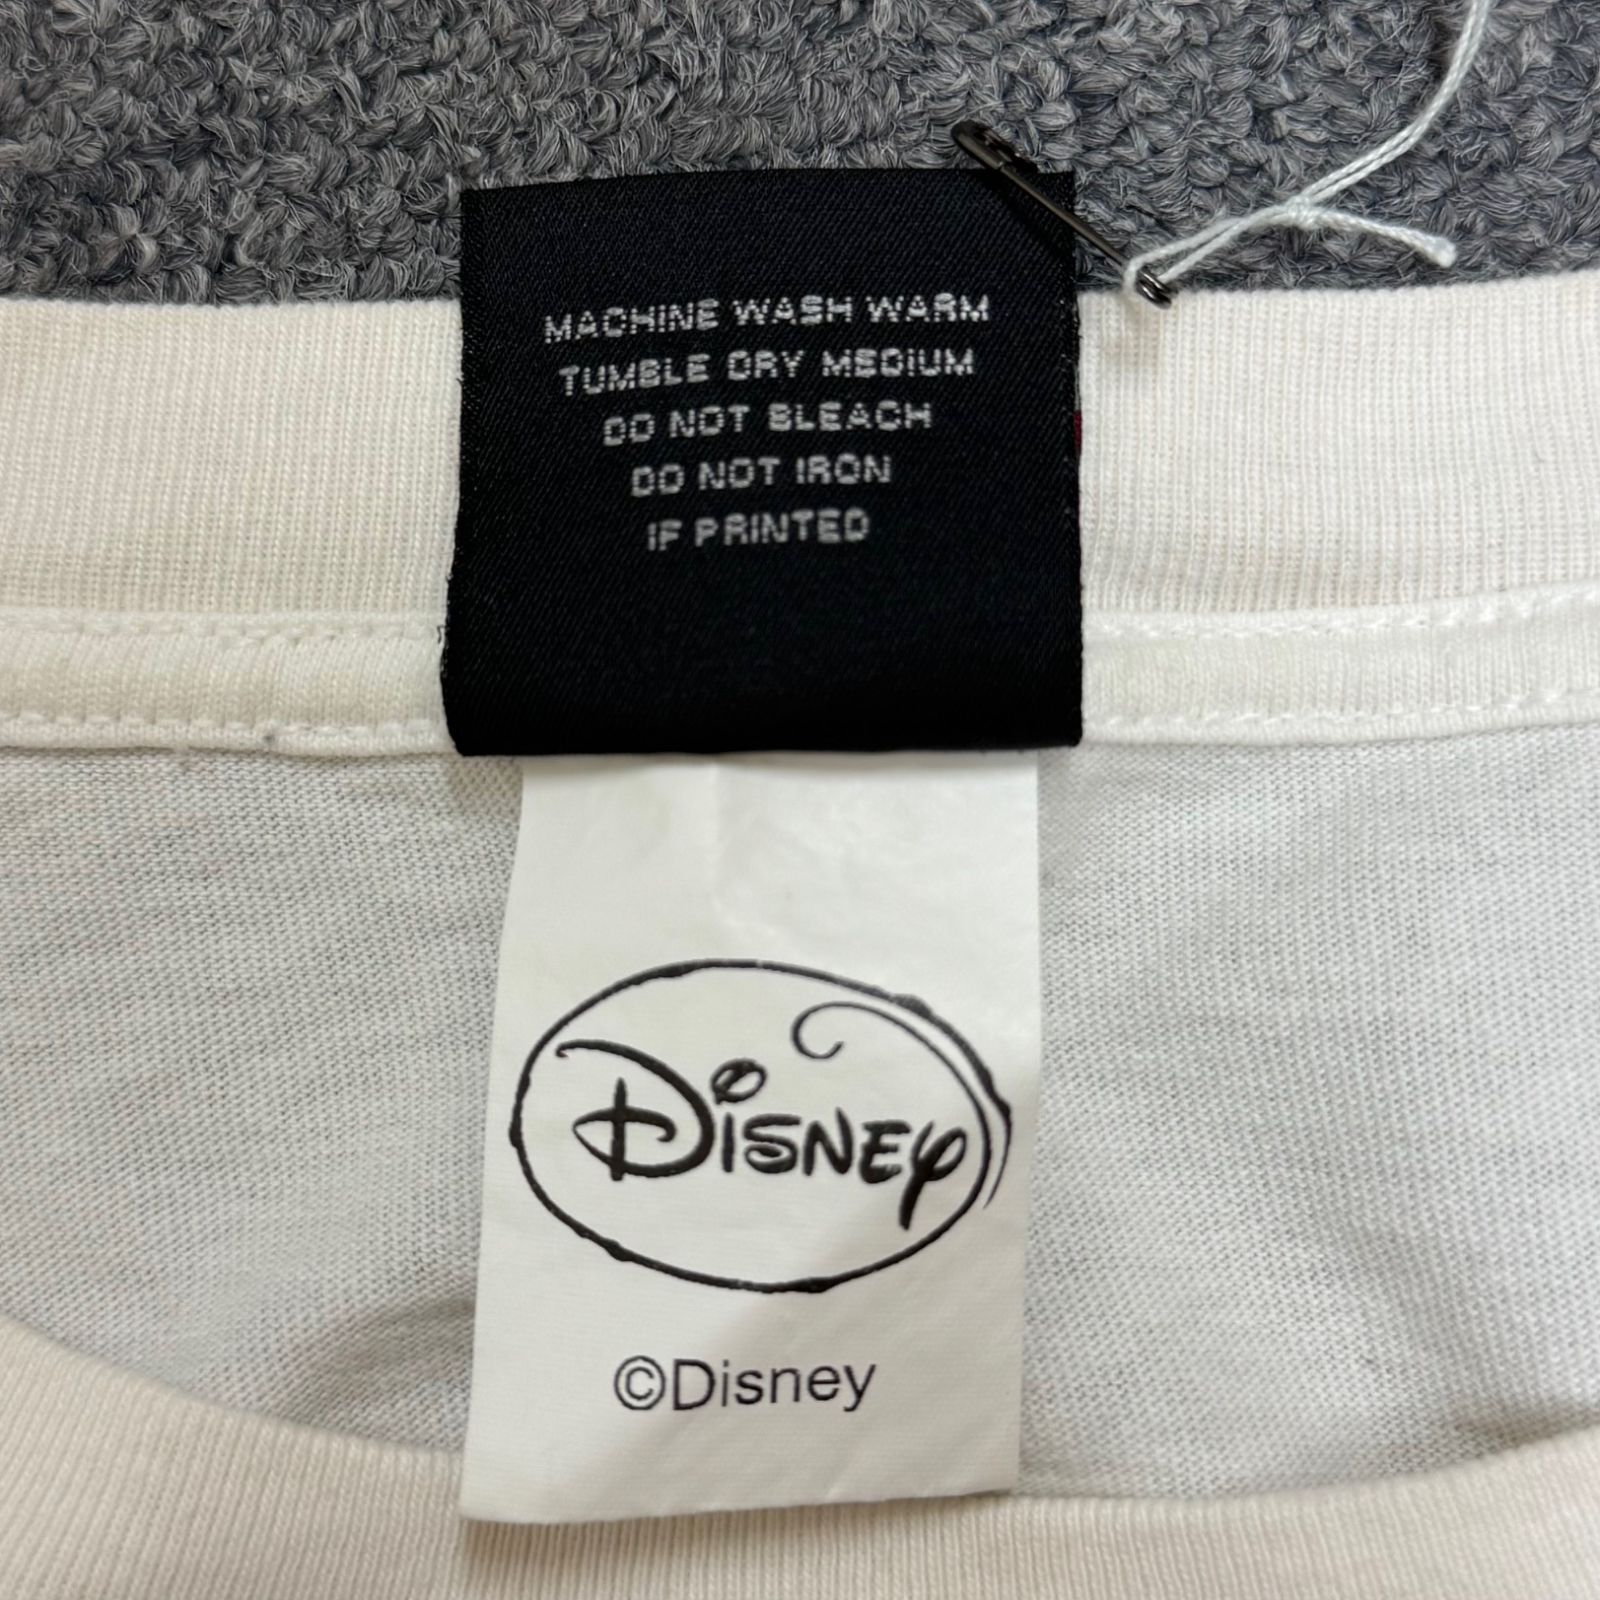 MACHINE WASH WARM
TUMBLE DRY MEDIUM
DO NOT BLEACH
DO NOT IRON
IF PRINTED
Disney
©Disney